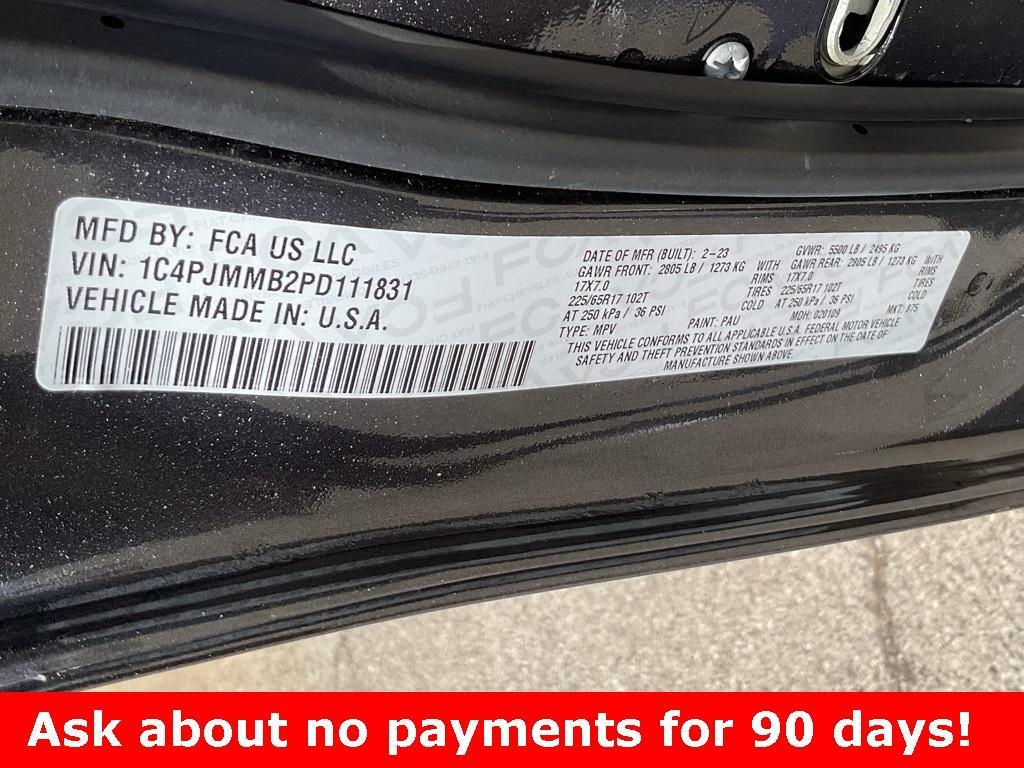 MFD BY: FCA US LLC
VIN: 1C4PJMMB2PD111831
VEHICLE MADE IN: U.S.A.
DATE OF MFR (BUILT): 2-23 GVWR: 5500 LB / 2495 KG
GAWR FRONT: 2805 LB / 1273 KG WITH GAWR REAR: 2805 LB / 1273 KG WITH
17X7.0 RIMS 17X7.0 RIMS
225/65R17 102T TIRES 225/65R17 102T TIRES
AT 250 kPa / 36 PSI COLD AT 250 kPa / 36 PSI COLD
TYPE: MPV PAINT: PAU MDH: 020109 MKT: 875
THIS VEHICLE CONFORMS TO ALL APPLICABLE U.S.A. FEDERAL MOTOR VEHICLE
SAFETY AND THEFT PREVENTION STANDARDS IN EFFECT ON THE DATE OF
MANUFACTURE SHOWN ABOVE.
Ask about no payments for 90 days!